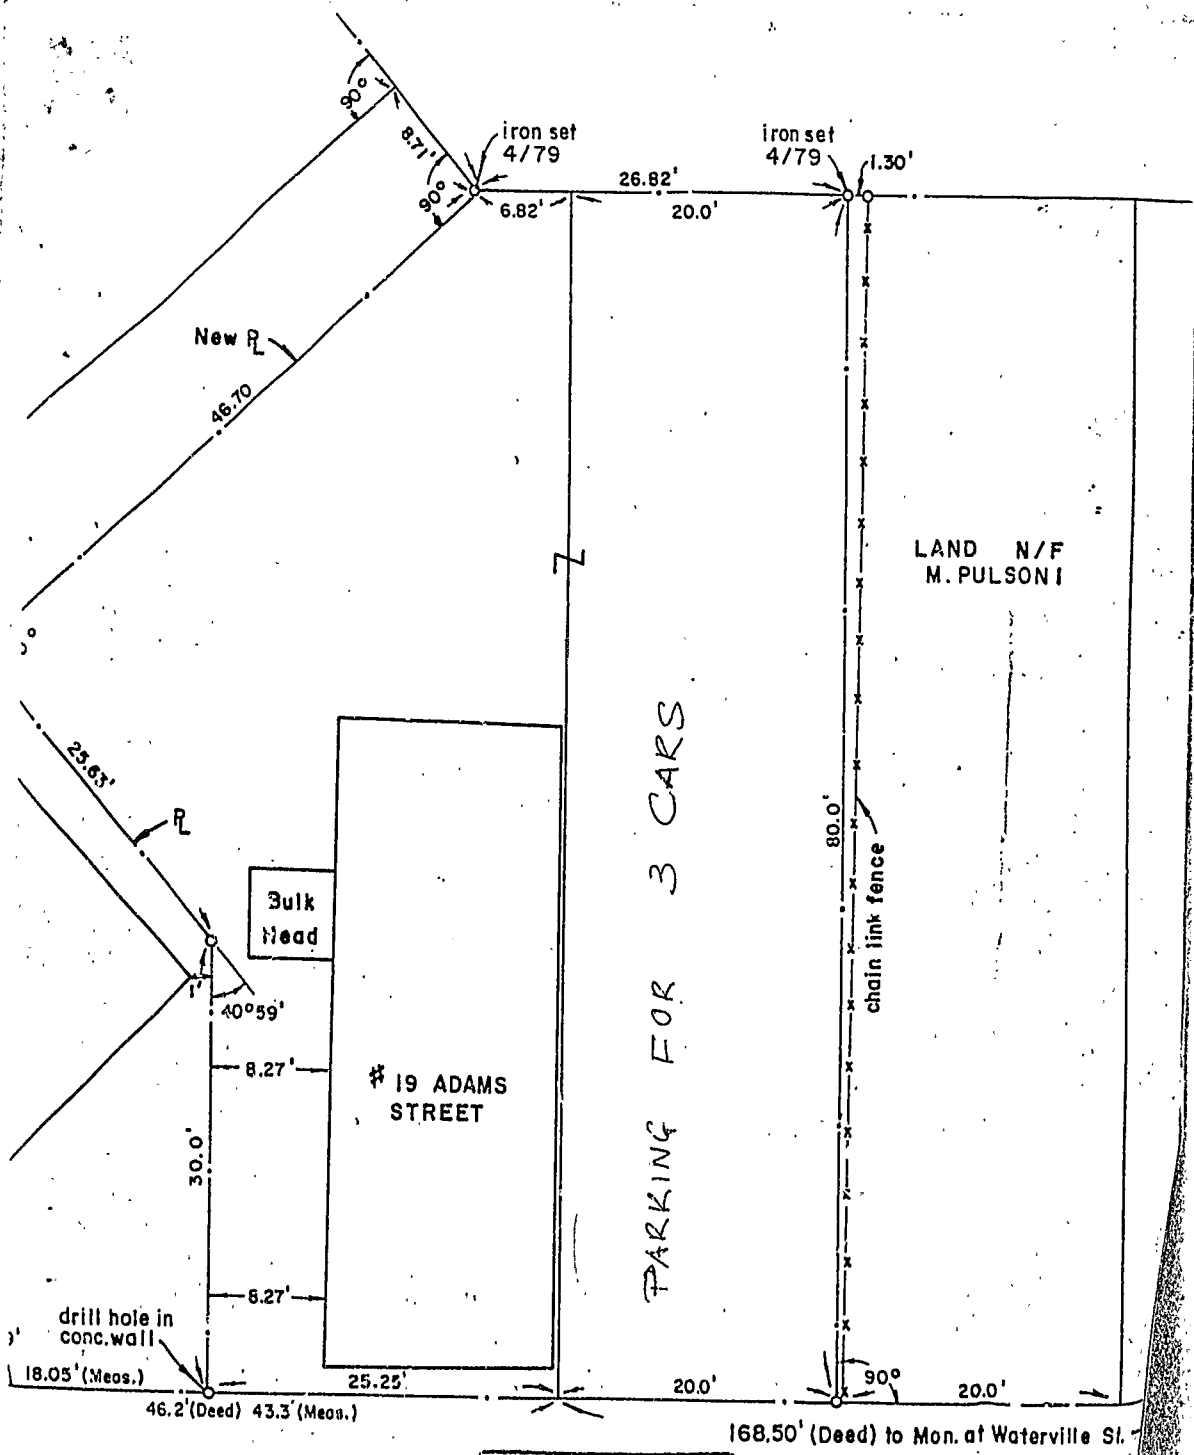 90°
8.71'
90°
iron set
4/79
iron set
4/79
1.30'
26.82'
6.82'
20.0'
New PL
46.70
LAND N/F
M. PULSONI
25.63'
PL
80.0'
chain link fence
PARKING FOR 3 CARS
Bulk
Head
1'
40°59'
8.27'
# 19 ADAMS
STREET
30.0'
8.27'
drill hole in
conc. wall
18.05' (Meas.)
25.25'
20.0'
90°
20.0'
46.2' (Deed) 43.3' (Meas.)
168.50' (Deed) to Mon. at Waterville St.